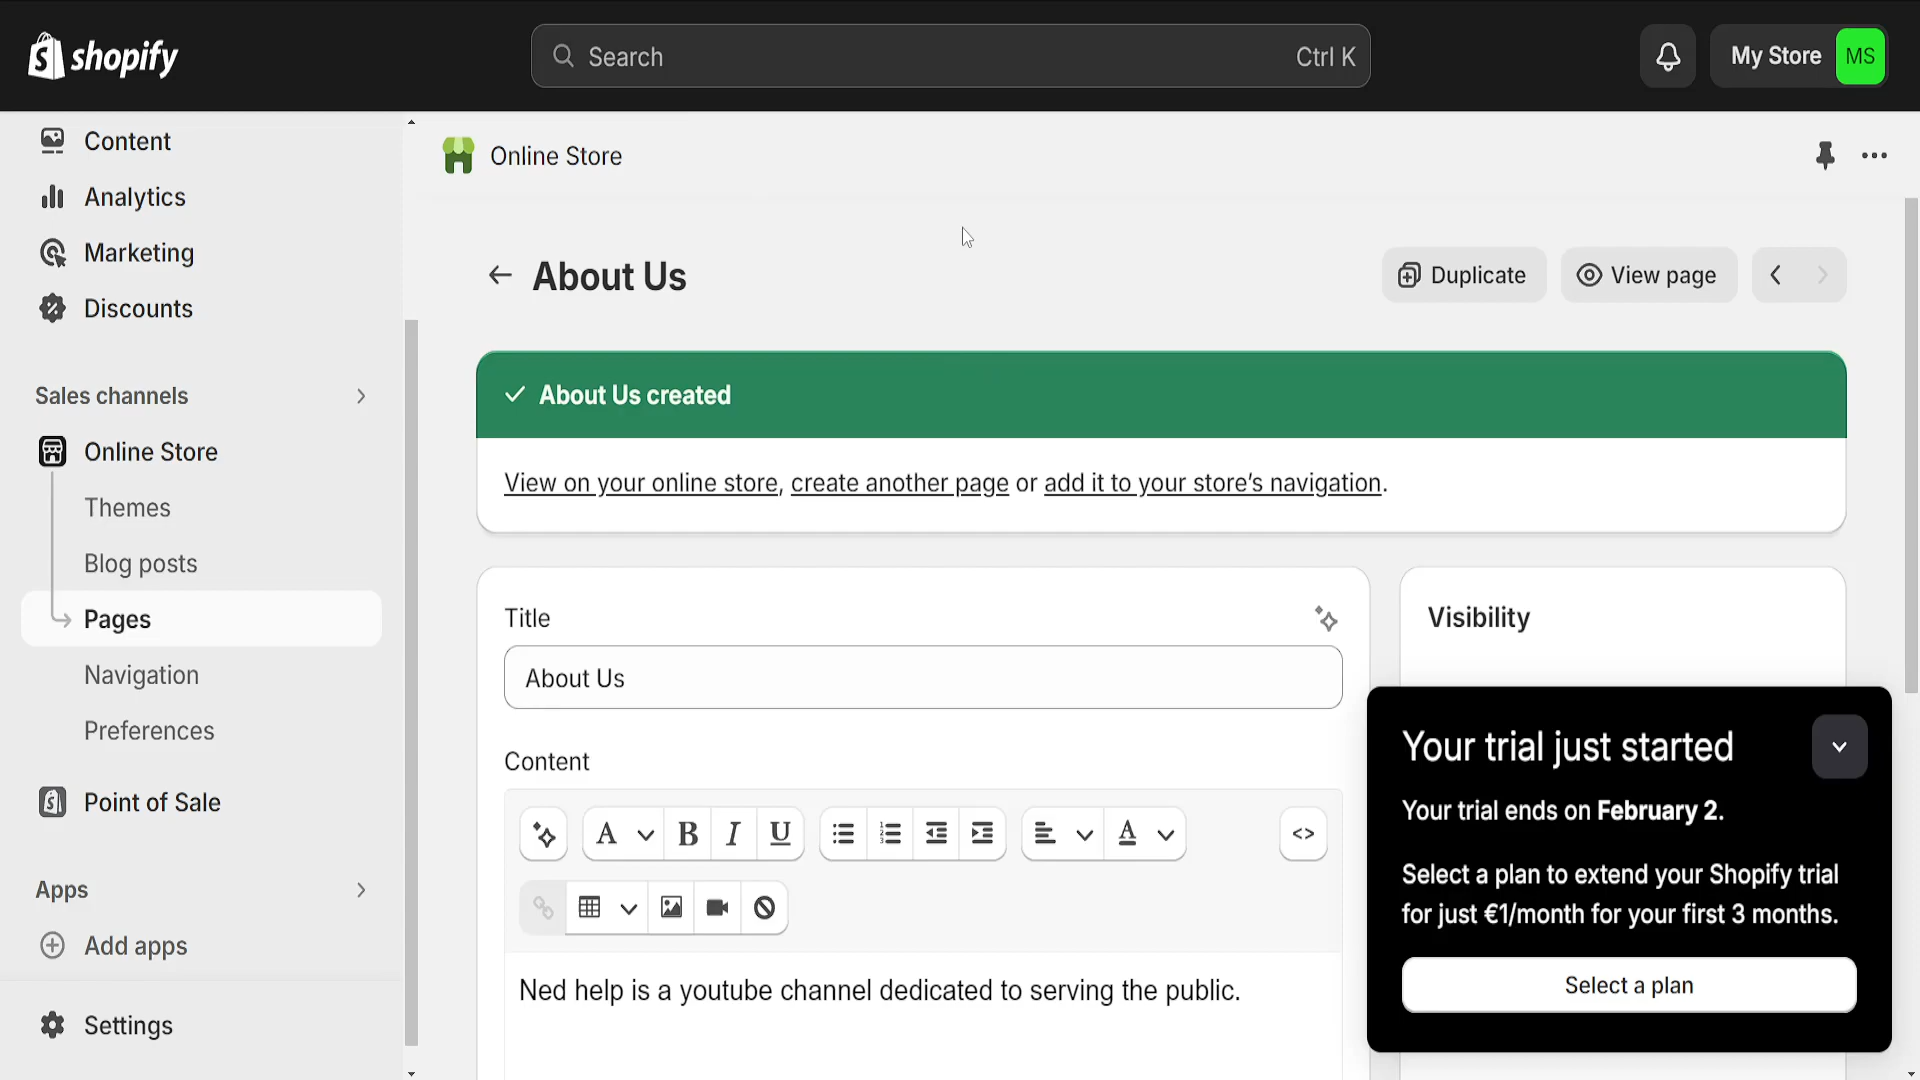 shopify
Search
Ctrl K
My Store
MS
Content
Analytics
Marketing
Discounts
Sales channels
Online Store
Themes
Blog posts
Pages
Navigation
Preferences
Point of Sale
Apps
Add apps
Settings
Online Store
About Us
Duplicate
View page
About Us created
View on your online store, create another page or add it to your store's navigation.
Title
About Us
Content
A
B I U
A
<>
Ned help is a youtube channel dedicated to serving the public.
Visibility
Your trial just started
Your trial ends on February 2.
Select a plan to extend your Shopify trial
for just €1/month for your first 3 months.
Select a plan